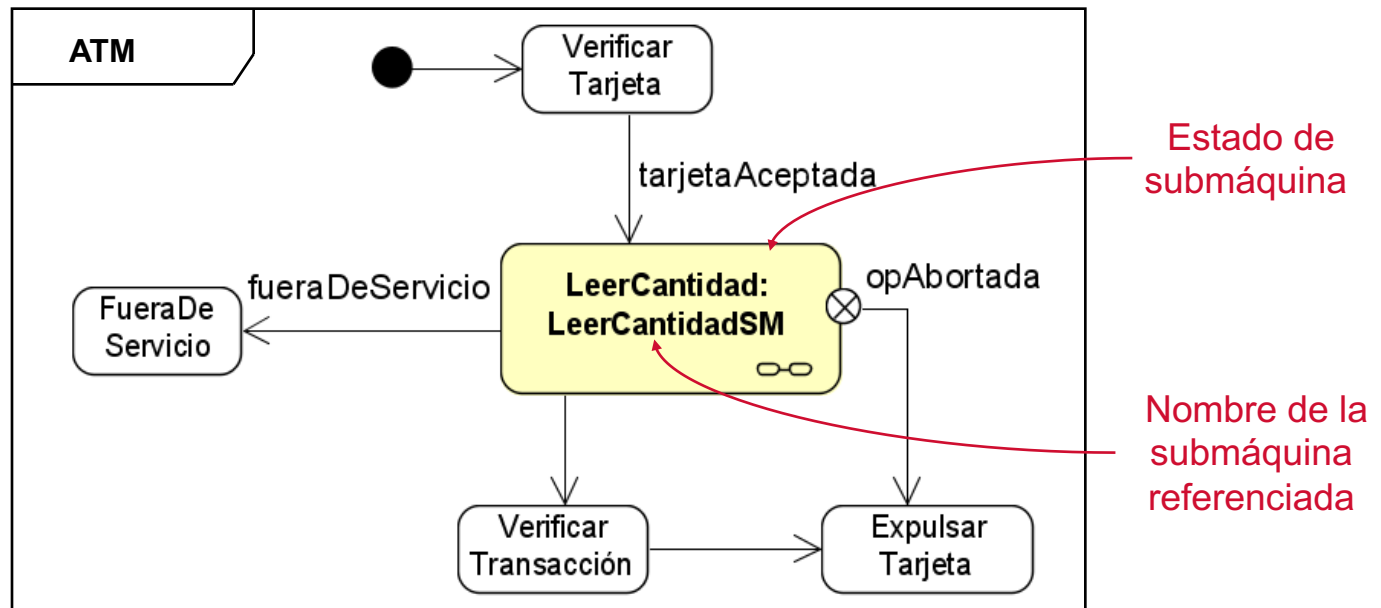 ATM
Verificar
Tarjeta
tarjetaAceptada
Estado de
submáquina
LeerCantidad:
LeerCantidadSM
opAbortada
fueraDeServicio
FueraDe
Servicio
Nombre de la
submáquina
referenciada
Verificar
Transacción
Expulsar
Tarjeta